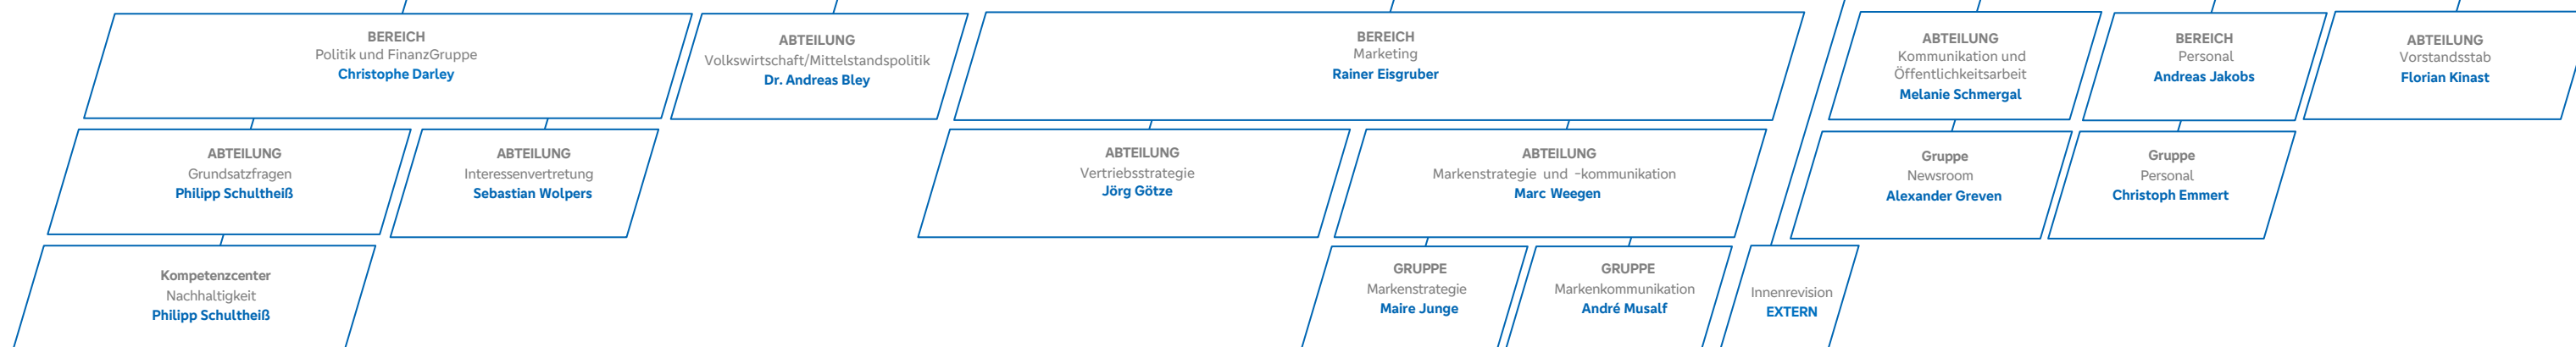 BEREICH
Politik und FinanzGruppe
Christophe Darley
ABTEILUNG
Volkswirtschaft/Mittelstandspolitik
Dr. Andreas Bley
BEREICH
Marketing
Rainer Eisgruber
ABTEILUNG
Kommunikation und
Öffentlichkeitsarbeit
Melanie Schmergal
BEREICH
Personal
Andreas Jakobs
ABTEILUNG
Vorstandsstab
Florian Kinast
ABTEILUNG
Grundsatzfragen
Philipp Schultheiß
ABTEILUNG
Interessenvertretung
Sebastian Wolpers
ABTEILUNG
Vertriebsstrategie
Jörg Götze
ABTEILUNG
Markenstrategie und -kommunikation
Marc Weegen
Gruppe
Newsroom
Alexander Greven
Gruppe
Personal
Christoph Emmert
Kompetenzcenter
Nachhaltigkeit
Philipp Schultheiß
GRUPPE
Markenstrategie
Maire Junge
GRUPPE
Markenkommunikation
André Musalf
Innenrevision
EXTERN